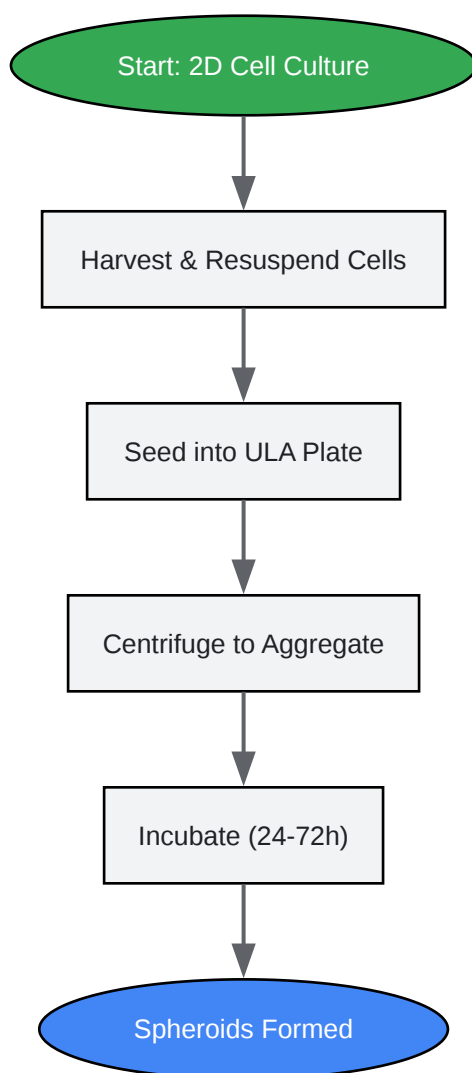 Start: 2D Cell Culture
Harvest & Resuspend Cells
Seed into ULA Plate
Centrifuge to Aggregate
Incubate (24-72h)
Spheroids Formed